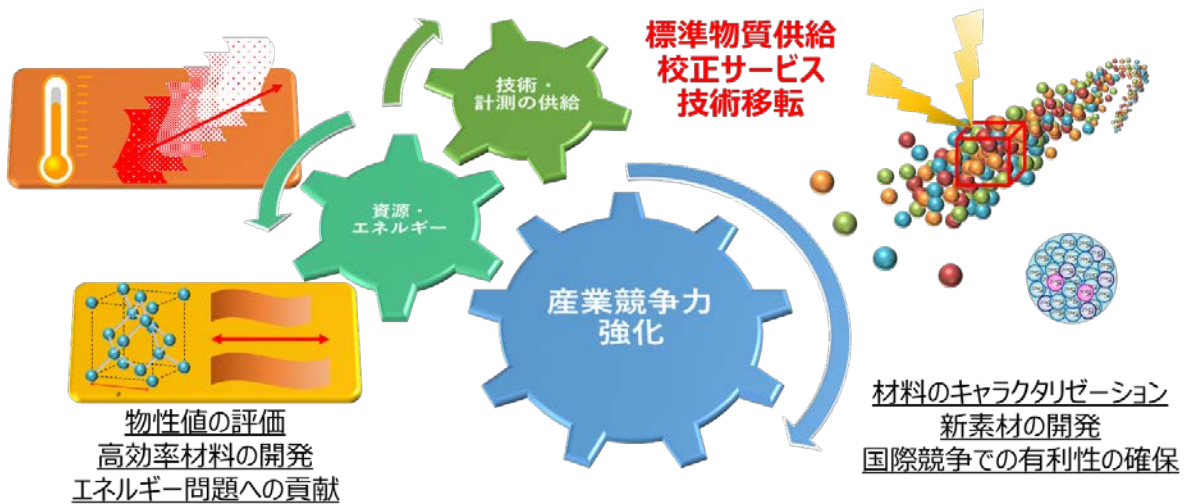 標準物質供給
校正サービス
技術移転
技術・
計測の供給
資源・
エネルギー
産業競争力
強化
物性値の評価
高効率材料の開発
エネルギー問題への貢献
材料のキャラクタリゼーション
新素材の開発
国際競争での有利性の確保